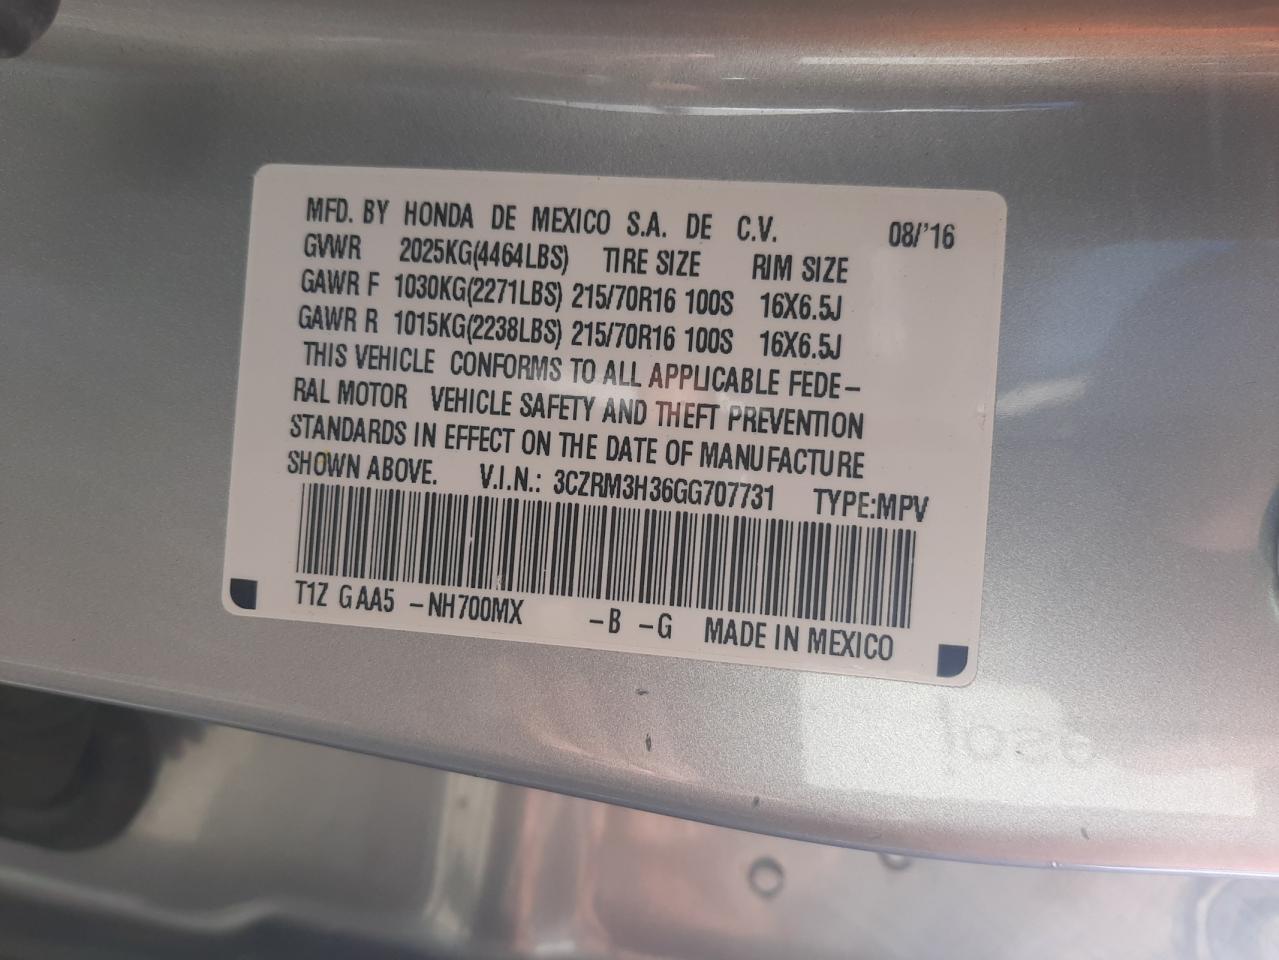 MFD. BY HONDA DE MEXICO S.A. DE C.V. 08/'16
GVWR 2025KG(4464LBS) TIRE SIZE RIM SIZE
GAWR F 1030KG(2271LBS) 215/70R16 100S 16X6.5J
GAWR R 1015KG(2238LBS) 215/70R16 100S 16X6.5J
THIS VEHICLE CONFORMS TO ALL APPLICABLE FEDE-
RAL MOTOR VEHICLE SAFETY AND THEFT PREVENTION
STANDARDS IN EFFECT ON THE DATE OF MANUFACTURE
SHOWN ABOVE. V.I.N.: 3CZRM3H36GG707731 TYPE:MPV
T1Z GAA5 -NH700MX -B -G MADE IN MEXICO